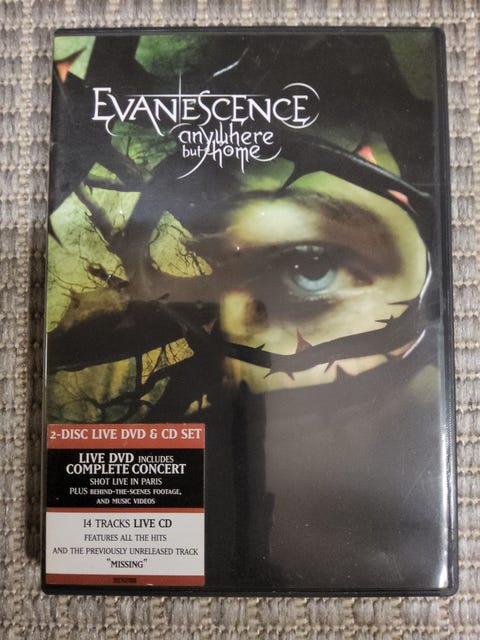 EVANESCENCE
anywhere
but home
2-DISC LIVE DVD & CD SET
LIVE DVD INCLUDES
COMPLETE CONCERT
SHOT LIVE IN PARIS
PLUS BEHIND-THE-SCENES FOOTAGE,
AND MUSIC VIDEOS
14 TRACKS LIVE CD
FEATURES ALL THE HITS
AND THE PREVIOUSLY UNRELEASED TRACK
"MISSING"